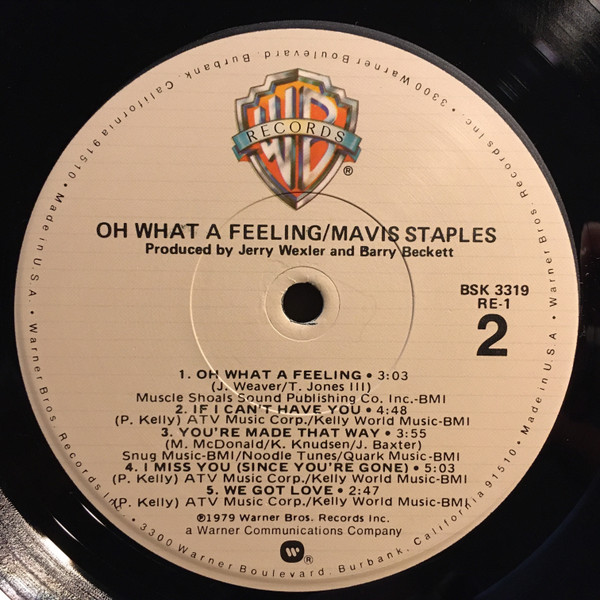 WB
RECORDS
®
OH WHAT A FEELING/MAVIS STAPLES
Produced by Jerry Wexler and Barry Beckett
BSK 3319
RE-1
2
1. OH WHAT A FEELING • 3:03
(J. Weaver/T. Jones III)
Muscle Shoals Sound Publishing Co. Inc.-BMI
2. IF I CAN'T HAVE YOU • 4:48
(P. Kelly) ATV Music Corp./Kelly World Music-BMI
3. YOU'RE MADE THAT WAY • 3:55
(M. McDonald/K. Knudsen/J. Baxter)
Snug Music-BMI/Noodle Tunes/Quark Music-BMI
4. I MISS YOU (SINCE YOU'RE GONE) • 5:03
(P. Kelly) ATV Music Corp./Kelly World Music-BMI
5. WE GOT LOVE • 2:47
(P. Kelly) ATV Music Corp./Kelly World Music-BMI
℗1979 Warner Bros. Records Inc.
a Warner Communications Company
W®
Made in U.S.A. • Warner Bros. Records Inc. • 3300 Warner Boulevard, Burbank, California 91510 • Made in U.S.A. • Warner Bros. Records Inc. • 3300 Warner Boulevard, Burbank, California 91510 •